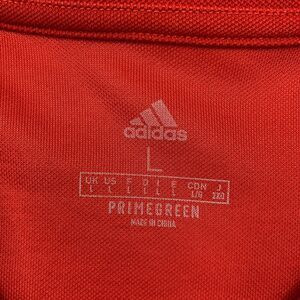 adidas
L
UK US F D I E CDN J
L L L L L L L/G 2XO
PRIMEGREEN
MADE IN CHINA